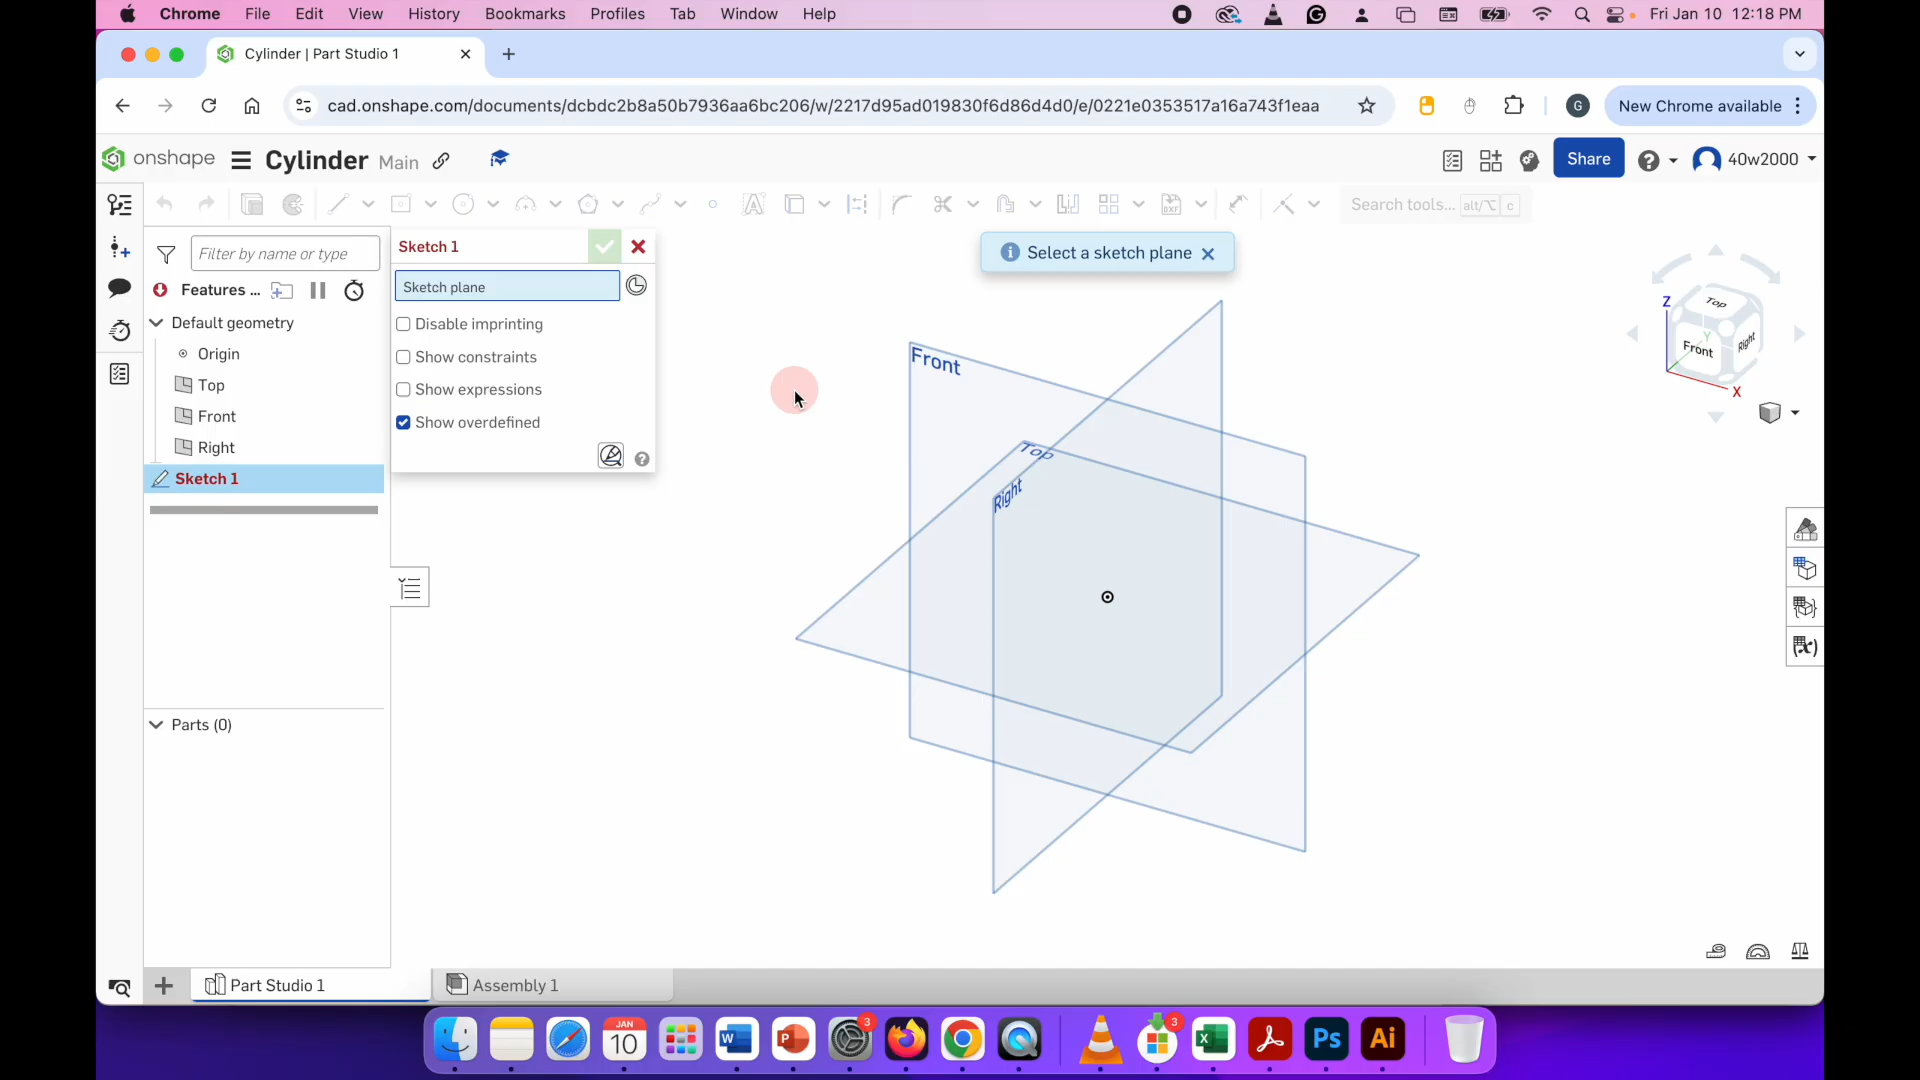 Chrome File Edit View History Bookmarks Profiles Tab Window Help Fri Jan 10 12:18 PM
Cylinder | Part Studio 1
cad.onshape.com/documents/dcbdc2b8a50b7936aa6bc206/w/2217d95ad019830f6d86d4d0/e/0221e0353517a16a743f1eaa G New Chrome available
onshape Cylinder Main Share 40w2000
Search tools... alt/⌥ c
Filter by name or type
Features ...
Default geometry
Origin
Top
Front
Right
Sketch 1
Parts (0)
Sketch 1
Sketch plane
Disable imprinting
Show constraints
Show expressions
Show overdefined
Select a sketch plane
Front
Top
Right
Top
Front
Right
Z
Y
X
(x)
Part Studio 1 Assembly 1
JAN
10
W
P
3
3
X
Ps
Ai